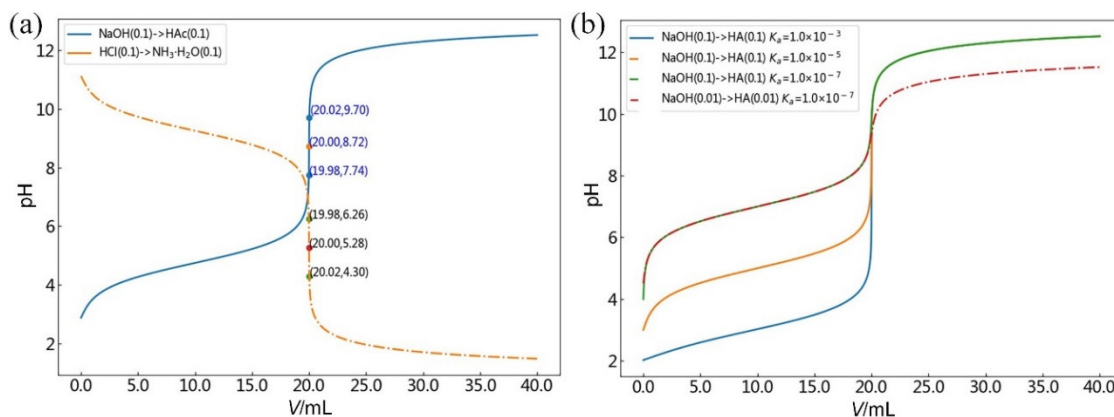 (a)
NaOH(0.1)->HAc(0.1)
HCl(0.1)->NH₃·H₂O(0.1)
12
10
8
6
4
2
pH
(20.02,9.70)
(20.00,8.72)
(19.98,7.74)
(19.98,6.26)
(20.00,5.28)
(20.02,4.30)
0.0 5.0 10.0 15.0 20.0 25.0 30.0 35.0 40.0
V/mL
(b)
NaOH(0.1)->HA(0.1) Kₐ=1.0×10⁻³
NaOH(0.1)->HA(0.1) Kₐ=1.0×10⁻⁵
NaOH(0.1)->HA(0.1) Kₐ=1.0×10⁻⁷
NaOH(0.01)->HA(0.01) Kₐ=1.0×10⁻⁷
12
10
8
6
4
2
pH
0.0 5.0 10.0 15.0 20.0 25.0 30.0 35.0 40.0
V/mL